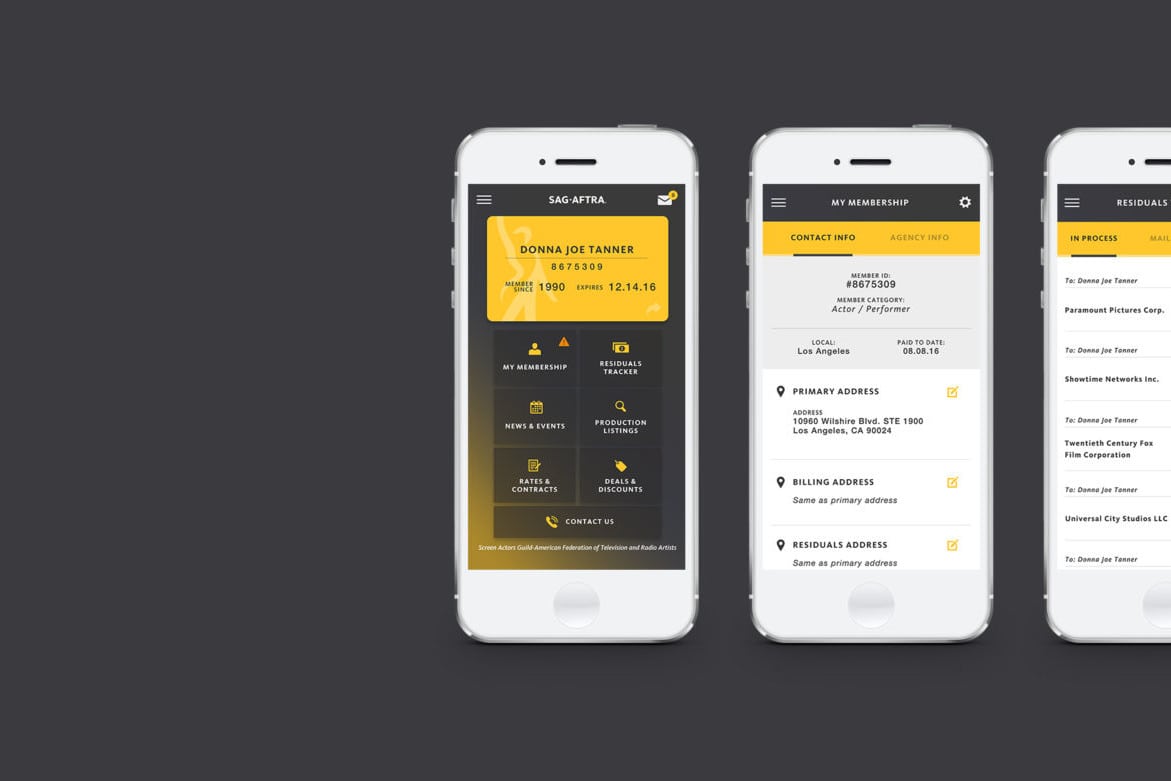 SAG·AFTRA.
6
DONNA JOE TANNER
8675309
MEMBER SINCE 1990 EXPIRES 12.14.16
MY MEMBERSHIP
RESIDUALS
TRACKER
NEWS & EVENTS
PRODUCTION
LISTINGS
RATES &
CONTRACTS
DEALS &
DISCOUNTS
CONTACT US
Screen Actors Guild-American Federation of Television and Radio Artists
MY MEMBERSHIP
CONTACT INFO AGENCY INFO
MEMBER ID:
#8675309
MEMBER CATEGORY:
Actor / Performer
LOCAL:
Los Angeles
PAID TO DATE:
08.08.16
PRIMARY ADDRESS
ADDRESS
10960 Wilshire Blvd. STE 1900
Los Angeles, CA 90024
BILLING ADDRESS
Same as primary address
RESIDUALS ADDRESS
Same as primary address
RESIDUALS
IN PROCESS MAIL
To: Donna Joe Tanner
Paramount Pictures Corp.
To: Donna Joe Tanner
Showtime Networks Inc.
To: Donna Joe Tanner
Twentieth Century Fox
Film Corporation
To: Donna Joe Tanner
Universal City Studios LLC
To: Donna Joe Tanner